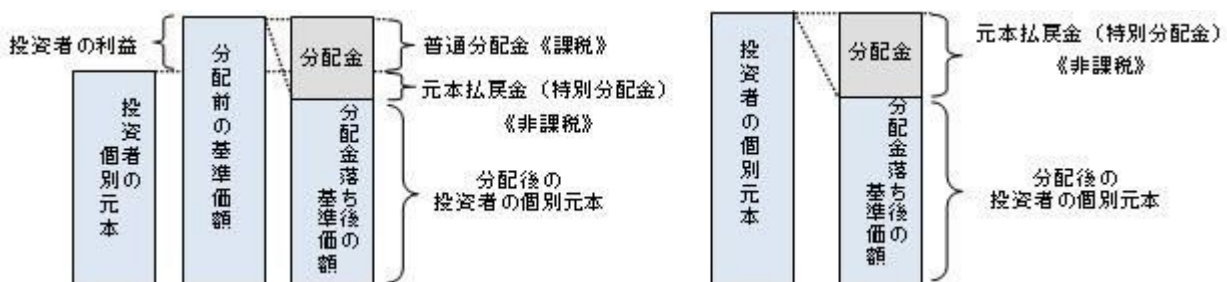 投資者の利益
投資者の
個別元本
分配前の基準価額
分配金
分配金落ち後の
基準価額
普通分配金《課税》
元本払戻金（特別分配金）
《非課税》
分配後の
投資者の個別元本
投資者の個別元本
分配金
分配金落ち後の
基準価額
元本払戻金（特別分配金）
《非課税》
分配後の
投資者の個別元本